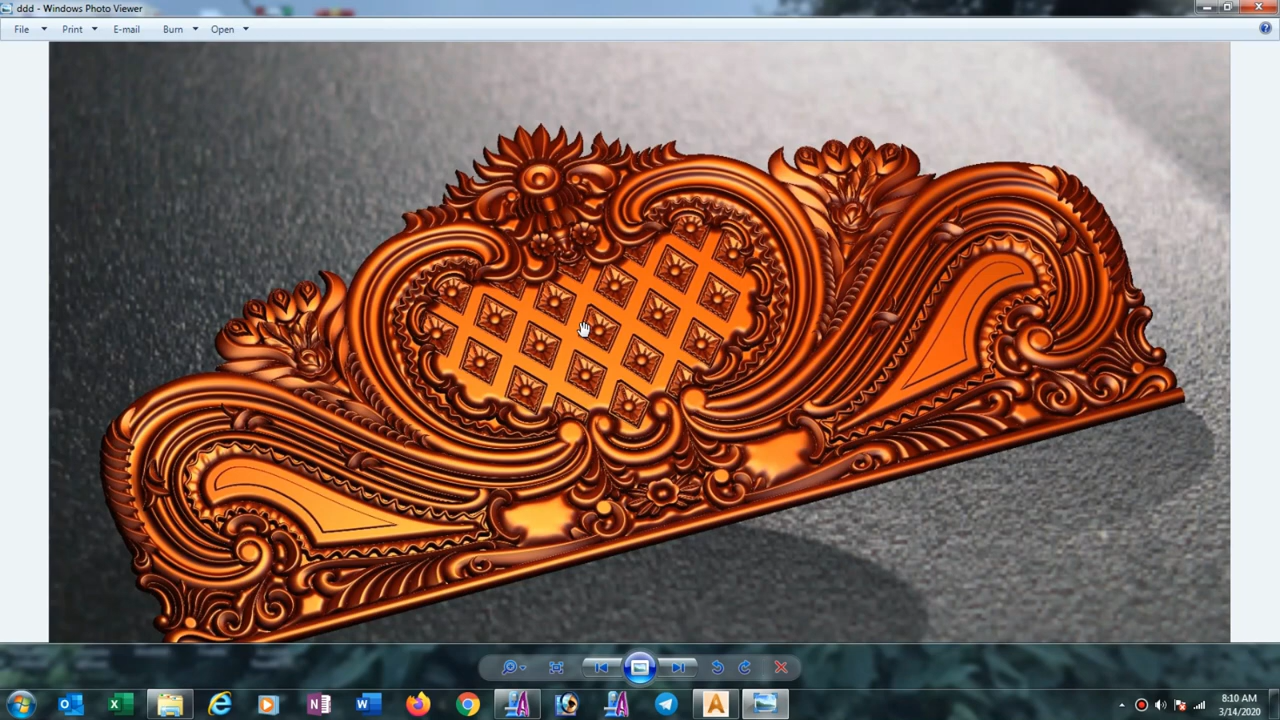 ddd - Windows Photo Viewer
File Print E-mail Burn Open
8:10 AM
3/14/2020